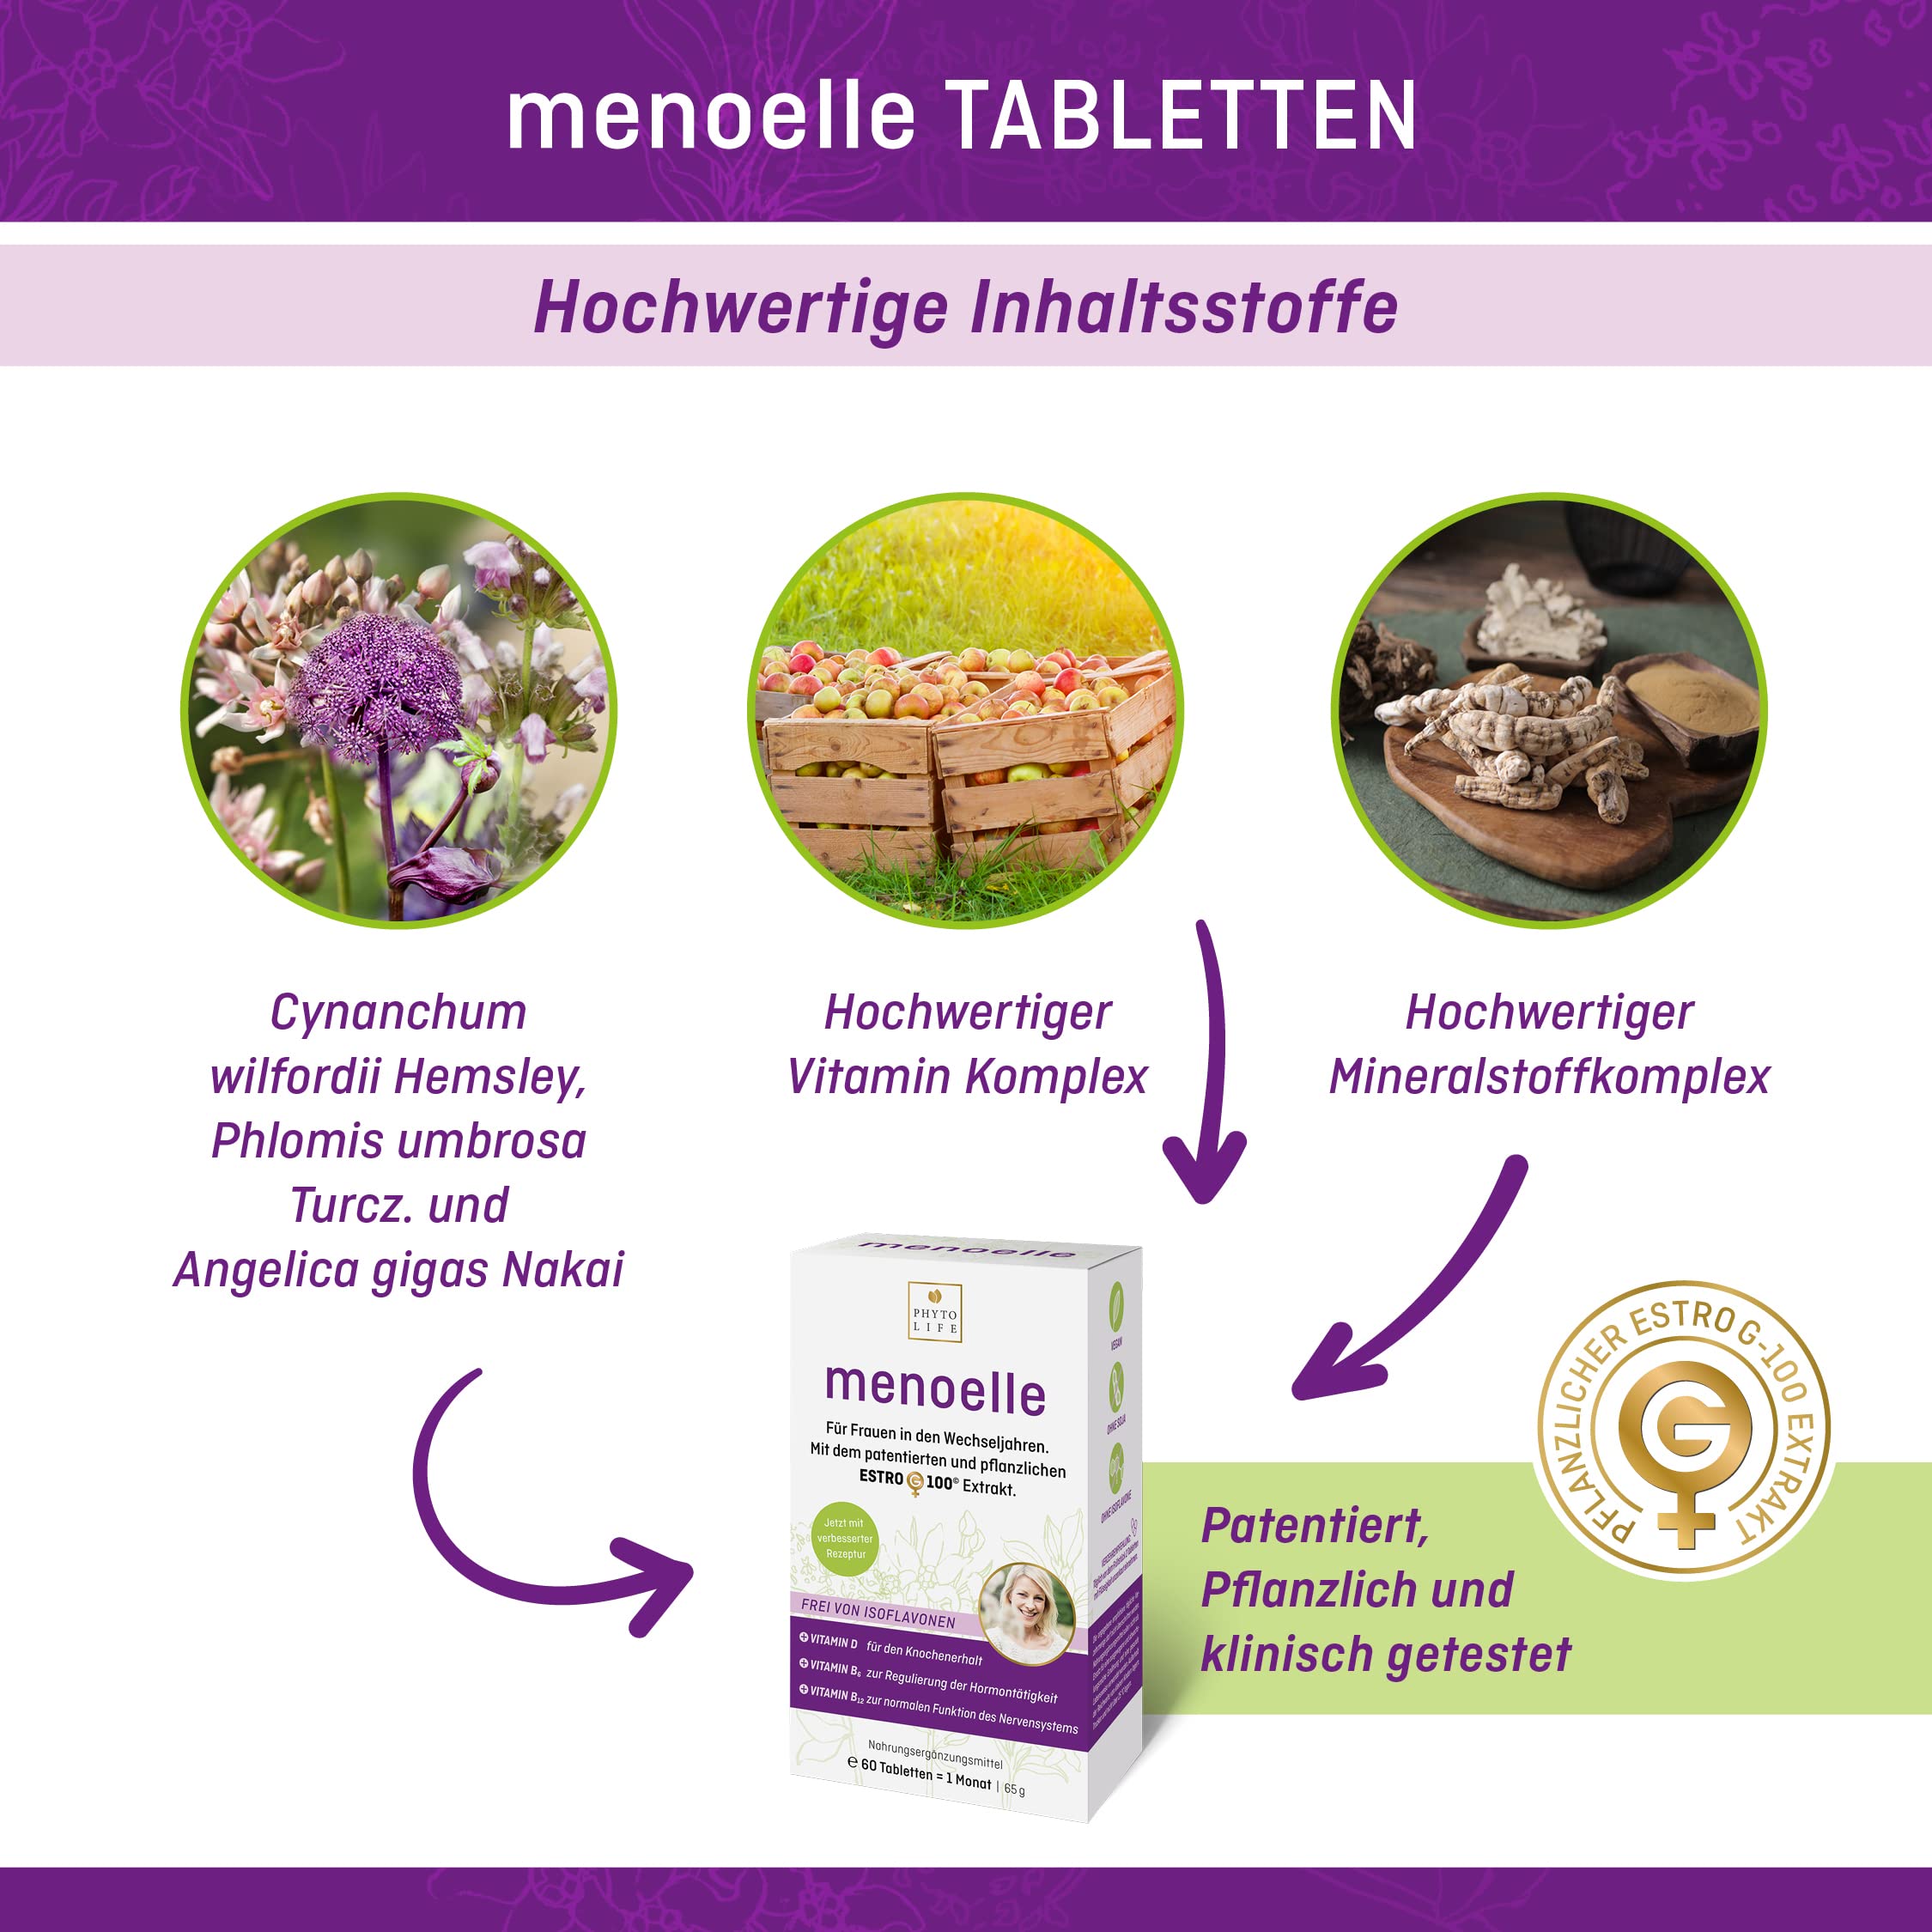 menoelle TABLETTEN
Hochwertige Inhaltsstoffe
Cynanchum
wilfordii Hemsley,
Phlomis umbrosa
Turcz. und
Angelica gigas Nakai
Hochwertiger
Vitamin Komplex
Hochwertiger
Mineralstoffkomplex
menoelle
PHYTO
LIFE
menoelle
Für Frauen in den Wechseljahren.
Mit dem patentierten und pflanzlichen
ESTRO G 100® Extrakt.
Jetzt mit
verbesserter
Rezeptur
FREI VON ISOFLAVONEN
VITAMIN D für den Knochenerhalt
VITAMIN B₆ zur Regulierung der Hormontätigkeit
VITAMIN B₁₂ zur normalen Funktion des Nervensystems
Nahrungsergänzungsmittel
℮ 60 Tabletten = 1 Monat | 65 g
VEGAN
OHNE SOJA
OHNE ISOFLAVONE
PFLANZLICHER ESTRO G-100 EXTRAKT
G
Patentiert,
Pflanzlich und
klinisch getestet